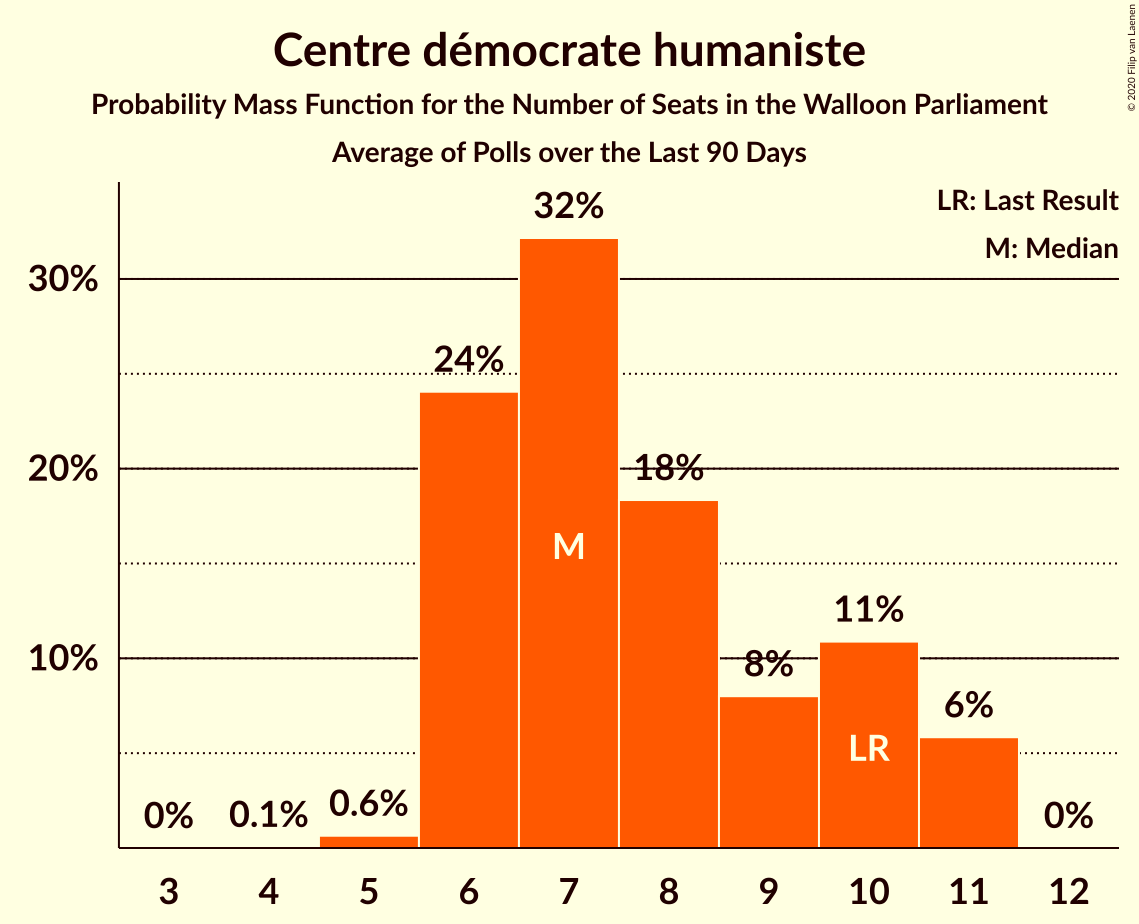 Centre démocrate humaniste
Probability Mass Function for the Number of Seats in the Walloon Parliament
Average of Polls over the Last 90 Days
© 2020 Filip van Laenen
LR: Last Result
M: Median
32%
30%
24%
20%
18%
M
11%
10%
8%
6%
LR
0%
0.1%
0.6%
0%
3 4 5 6 7 8 9 10 11 12